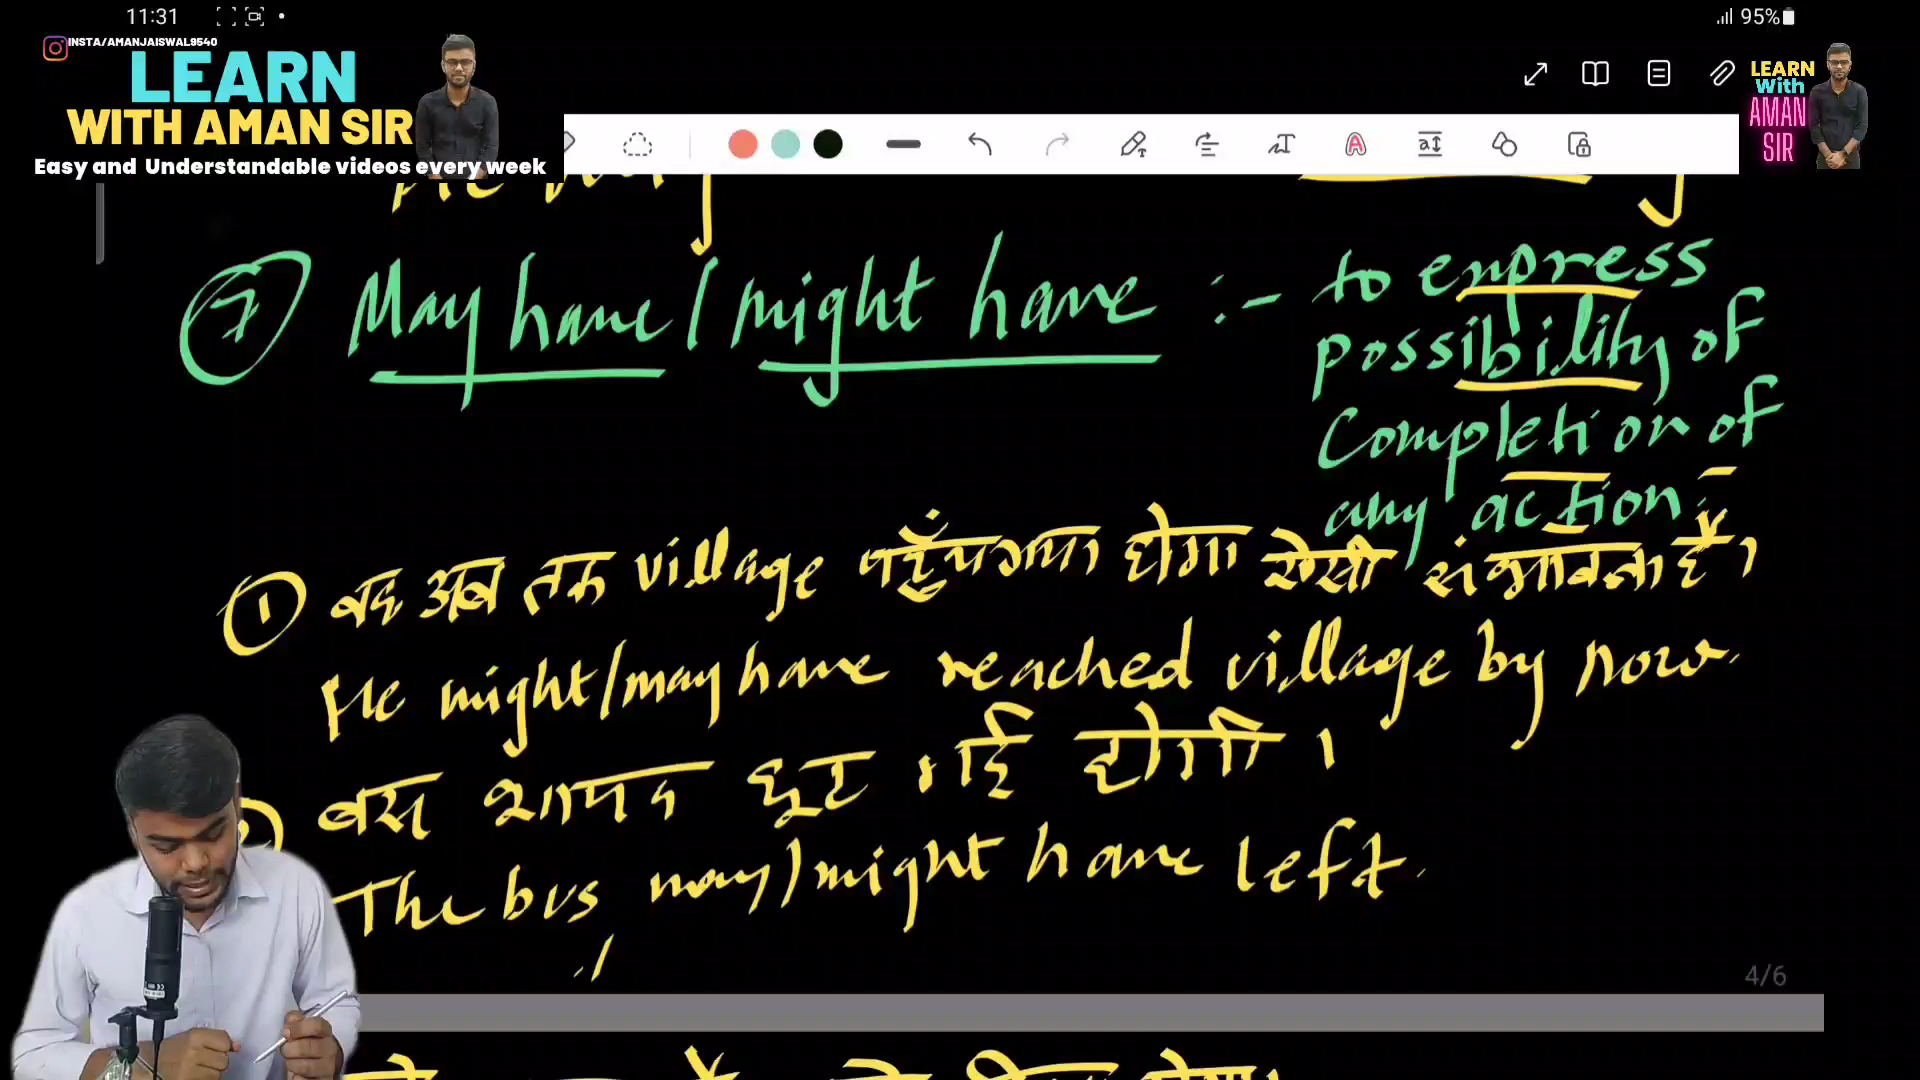 11:31
95%
INSTA/AMANJAISWAL9540
LEARN
WITH AMAN SIR
Easy and Understandable videos every week
LEARN
With
AMAN
SIR
⑦ May have / might have :- to express
possibility of
Completion of
any action
① वह अब तक village पहुँच गया होगा ऐसी संभावना है।
He might/may have reached village by now.
बस शायद छूट गई होगी।
The bus may/might have left.
4/6